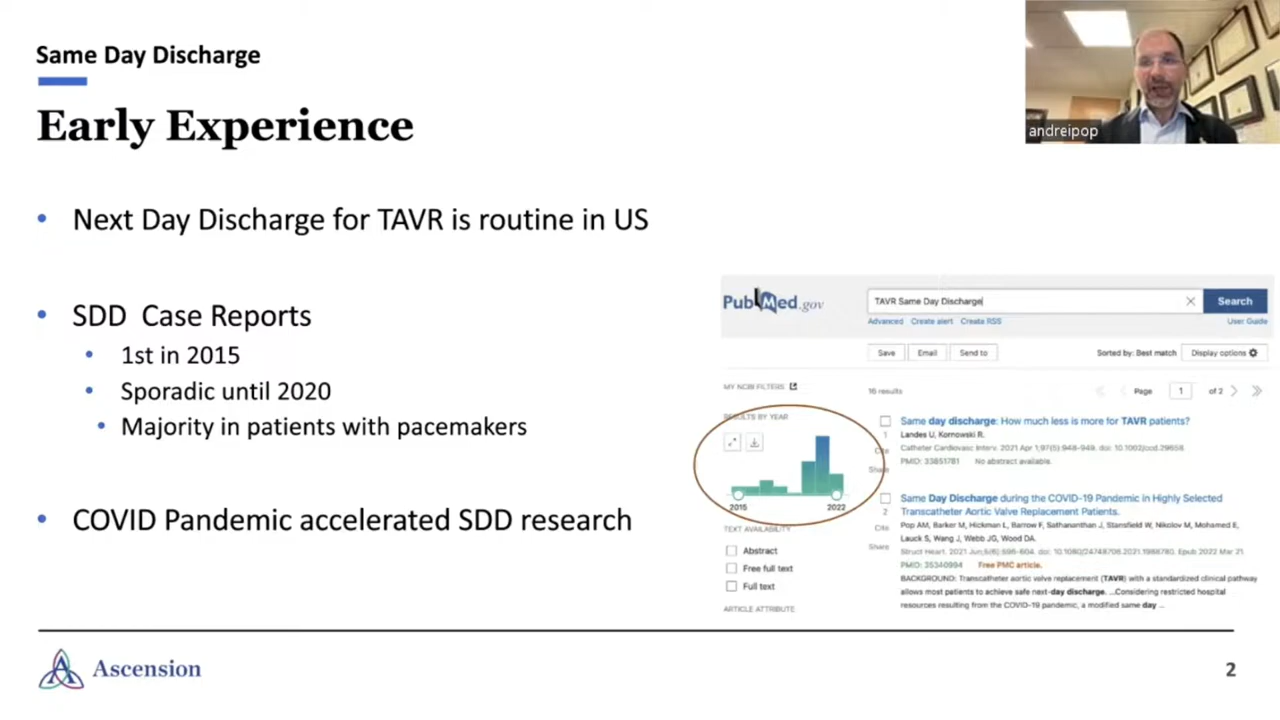 Same Day Discharge
Early Experience
andreipop
• Next Day Discharge for TAVR is routine in US
• SDD Case Reports
• 1st in 2015
• Sporadic until 2020
• Majority in patients with pacemakers
• COVID Pandemic accelerated SDD research
PubMed.gov
TAVR Same Day Discharge
Search
Advanced Create alert Create RSS
User Guide
Save Email Send to
Sorted by: Best match Display options
MY NCBI FILTERS
16 results
Page 1 of 2
RESULTS BY YEAR
2015 2022
TEXT AVAILABILITY
Abstract
Free full text
Full text
ARTICLE ATTRIBUTE
Same day discharge: How much less is more for TAVR patients?
1
Landes U, Kornowski R.
Cite
Catheter Cardiovasc Interv. 2021 Apr 1;97(5):948-949. doi: 10.1002/ccd.29656.
Share
PMID: 33851781 No abstract available.
Same Day Discharge during the COVID-19 Pandemic in Highly Selected
2
Transcatheter Aortic Valve Replacement Patients.
Pop AM, Barker M, Hickman L, Barrow F, Sathananthan J, Stansfield W, Nikolov M, Mohamed E,
Cite
Lauck S, Wang J, Webb JG, Wood DA.
Share
Struct Heart. 2021 Jun;5(6):596-604. doi: 10.1080/24748706.2021.1988780. Epub 2022 Mar 21
PMID: 35340994 Free PMC article.
BACKGROUND: Transcatheter aortic valve replacement (TAVR) with a standardized clinical pathway
allows most patients to achieve safe next-day discharge. ...Considering restricted hospital
resources resulting from the COVID-19 pandemic, a modified same day ...
Ascension
2